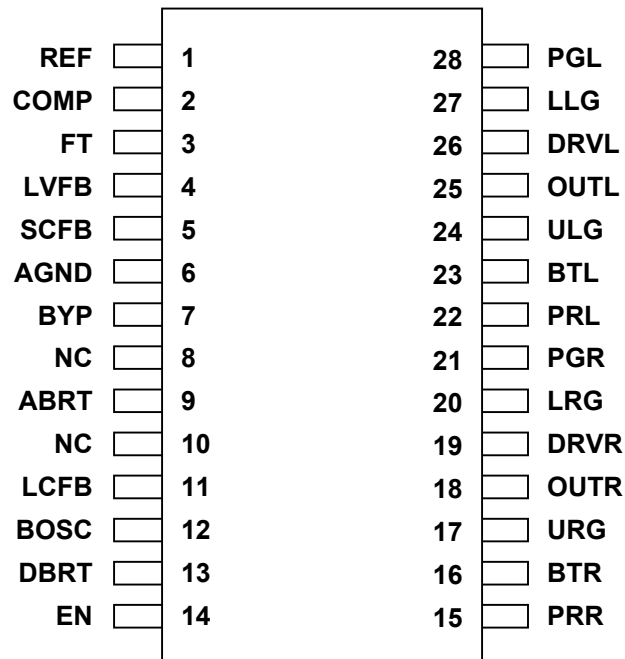 REF 1 28 PGL
COMP 2 27 LLG
FT 3 26 DRVL
LVFB 4 25 OUTL
SCFB 5 24 ULG
AGND 6 23 BTL
BYP 7 22 PRL
NC 8 21 PGR
ABRT 9 20 LRG
NC 10 19 DRVR
LCFB 11 18 OUTR
BOSC 12 17 URG
DBRT 13 16 BTR
EN 14 15 PRR